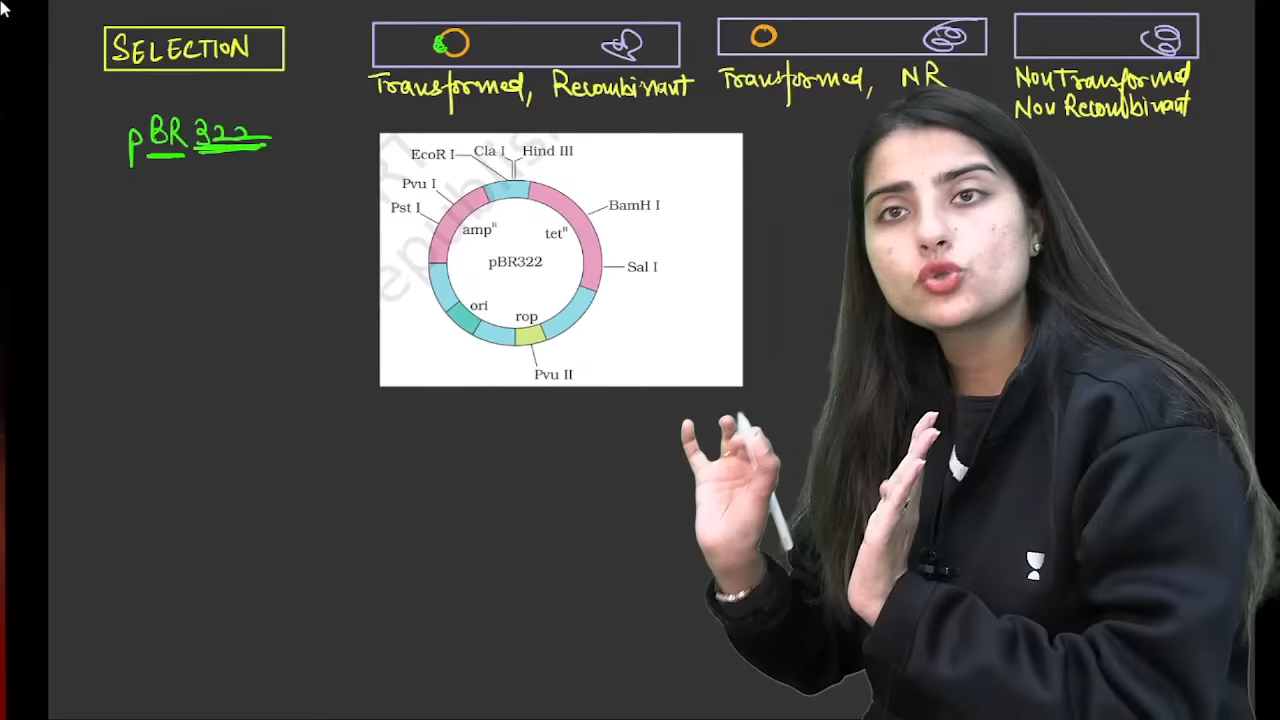 SELECTION
Transformed, Recombinant
Transformed, NR
Non Transformed
Non Recombinant
pBR322
EcoR I
Cla I
Hind III
Pvu I
Pst I
BamH I
amp^R
tet^R
pBR322
Sal I
ori
rop
Pvu II